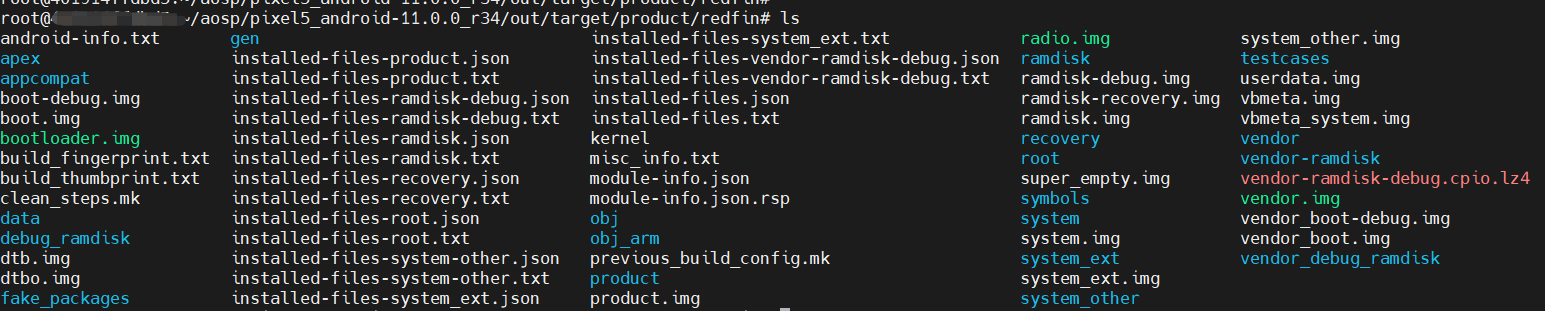 :~/aosp/pixel5_android-11.0.0_r34/out/target/product/redfin#
root@ :~/aosp/pixel5_android-11.0.0_r34/out/target/product/redfin# ls
android-info.txt gen installed-files-system_ext.txt radio.img system_other.img
apex installed-files-product.json installed-files-vendor-ramdisk-debug.json ramdisk testcases
appcompat installed-files-product.txt installed-files-vendor-ramdisk-debug.txt ramdisk-debug.img userdata.img
boot-debug.img installed-files-ramdisk-debug.json installed-files.json ramdisk-recovery.img vbmeta.img
boot.img installed-files-ramdisk-debug.txt installed-files.txt ramdisk.img vbmeta_system.img
bootloader.img installed-files-ramdisk.json kernel recovery vendor
build_fingerprint.txt installed-files-ramdisk.txt misc_info.txt root vendor-ramdisk
build_thumbprint.txt installed-files-recovery.json module-info.json super_empty.img vendor-ramdisk-debug.cpio.lz4
clean_steps.mk installed-files-recovery.txt module-info.json.rsp symbols vendor.img
data installed-files-root.json obj system vendor_boot-debug.img
debug_ramdisk installed-files-root.txt obj_arm system.img vendor_boot.img
dtb.img installed-files-system-other.json previous_build_config.mk system_ext vendor_debug_ramdisk
dtbo.img installed-files-system-other.txt product system_ext.img
fake_packages installed-files-system_ext.json product.img system_other